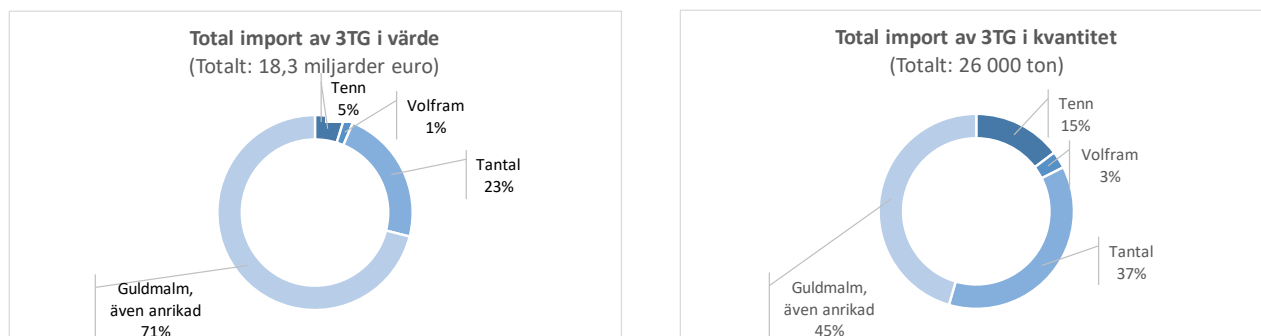 Total import av 3TG i värde
(Totalt: 18,3 miljarder euro)
Tenn
5%
Volfram
1%
Tantal
23%
Guldmalm,
även anrikad
71%
Total import av 3TG i kvantitet
(Totalt: 26 000 ton)
Tenn
15%
Volfram
3%
Tantal
37%
Guldmalm,
även anrikad
45%